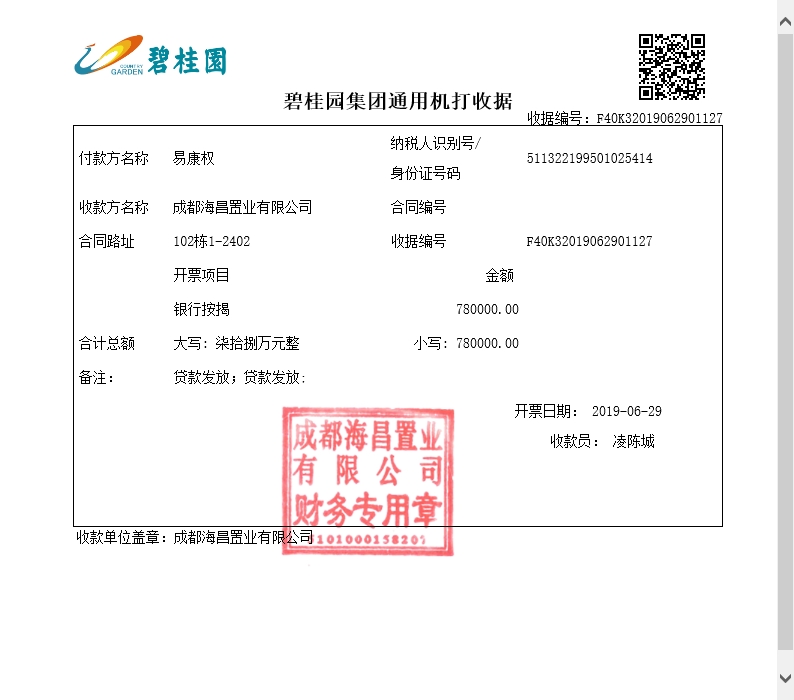 COUNTRY GARDEN 碧桂园
碧桂园集团通用机打收据
收据编号：F40K32019062901127
付款方名称 易康权 纳税人识别号/身份证号码 511322199501025414
收款方名称 成都海昌置业有限公司 合同编号
合同路址 102栋1-2402 收据编号 F40K32019062901127
开票项目 金额
银行按揭 780000.00
合计总额 大写：柒拾捌万元整 小写：780000.00
备注： 贷款发放；贷款发放：
开票日期： 2019-06-29
收款员： 凌陈城
成都海昌置业
有限公司
财务专用章
收款单位盖章：成都海昌置业有限公司